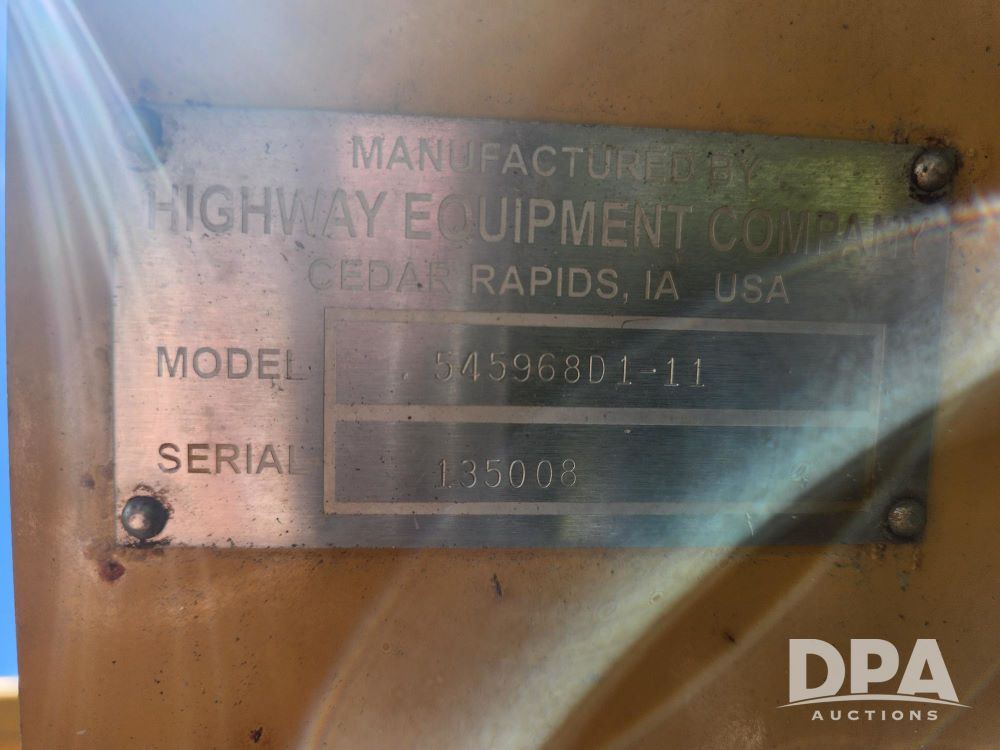 MANUFACTURED BY
HIGHWAY EQUIPMENT COMPANY
CEDAR RAPIDS, IA USA
MODEL 545968D1-11
SERIAL 135008
DPA
AUCTIONS